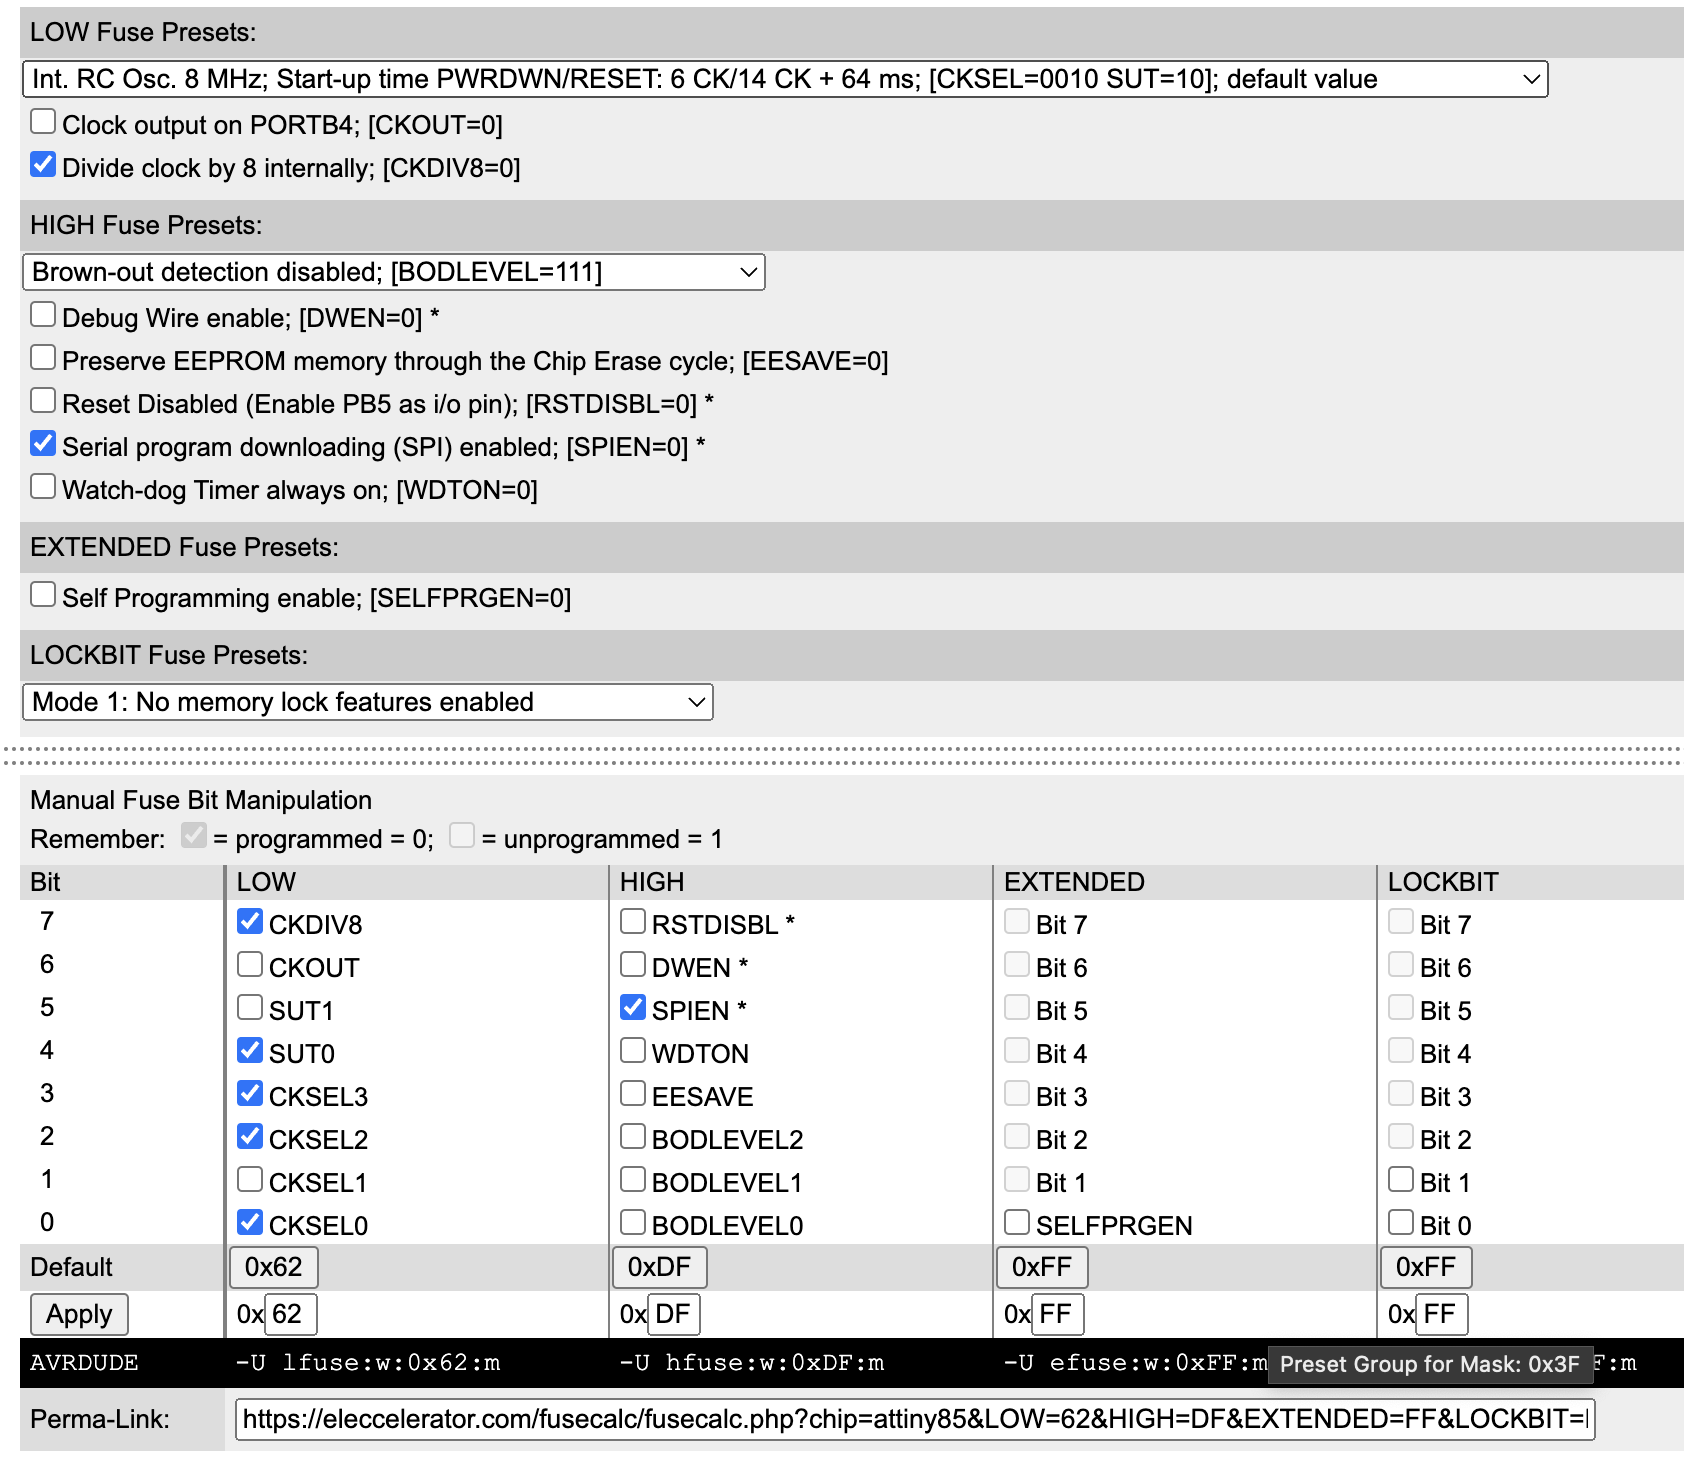 LOW Fuse Presets:
Int. RC Osc. 8 MHz; Start-up time PWRDWN/RESET: 6 CK/14 CK + 64 ms; [CKSEL=0010 SUT=10]; default value
Clock output on PORTB4; [CKOUT=0]
Divide clock by 8 internally; [CKDIV8=0]
HIGH Fuse Presets:
Brown-out detection disabled; [BODLEVEL=111]
Debug Wire enable; [DWEN=0] *
Preserve EEPROM memory through the Chip Erase cycle; [EESAVE=0]
Reset Disabled (Enable PB5 as i/o pin); [RSTDISBL=0] *
Serial program downloading (SPI) enabled; [SPIEN=0] *
Watch-dog Timer always on; [WDTON=0]
EXTENDED Fuse Presets:
Self Programming enable; [SELFPRGEN=0]
LOCKBIT Fuse Presets:
Mode 1: No memory lock features enabled
Manual Fuse Bit Manipulation
Remember: = programmed = 0; = unprogrammed = 1
Bit LOW HIGH EXTENDED LOCKBIT
7 CKDIV8 RSTDISBL * Bit 7 Bit 7
6 CKOUT DWEN * Bit 6 Bit 6
5 SUT1 SPIEN * Bit 5 Bit 5
4 SUT0 WDTON Bit 4 Bit 4
3 CKSEL3 EESAVE Bit 3 Bit 3
2 CKSEL2 BODLEVEL2 Bit 2 Bit 2
1 CKSEL1 BODLEVEL1 Bit 1 Bit 1
0 CKSEL0 BODLEVEL0 SELFPRGEN Bit 0
Default 0x62 0xDF 0xFF 0xFF
Apply 0x 62 0x DF 0x FF 0x FF
AVRDUDE -U lfuse:w:0x62:m -U hfuse:w:0xDF:m -U efuse:w:0xFF:m Preset Group for Mask: 0x3F F:m
Perma-Link: https://eleccelerator.com/fusecalc/fusecalc.php?chip=attiny85&LOW=62&HIGH=DF&EXTENDED=FF&LOCKBIT=